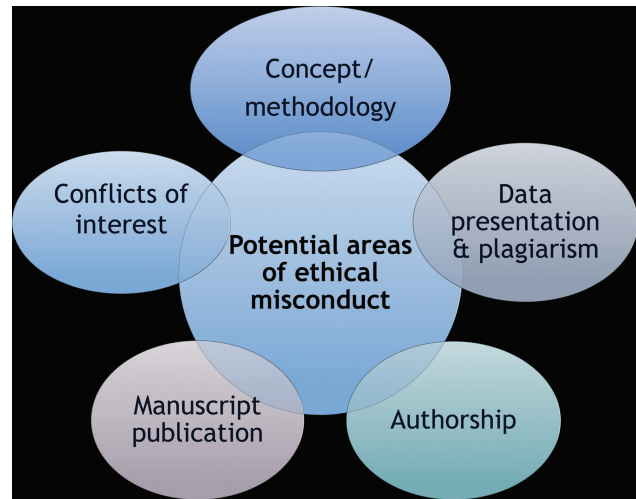 Concept/
methodology
Conflicts of
interest
Data
presentation
& plagiarism
Potential areas
of ethical
misconduct
Manuscript
publication
Authorship